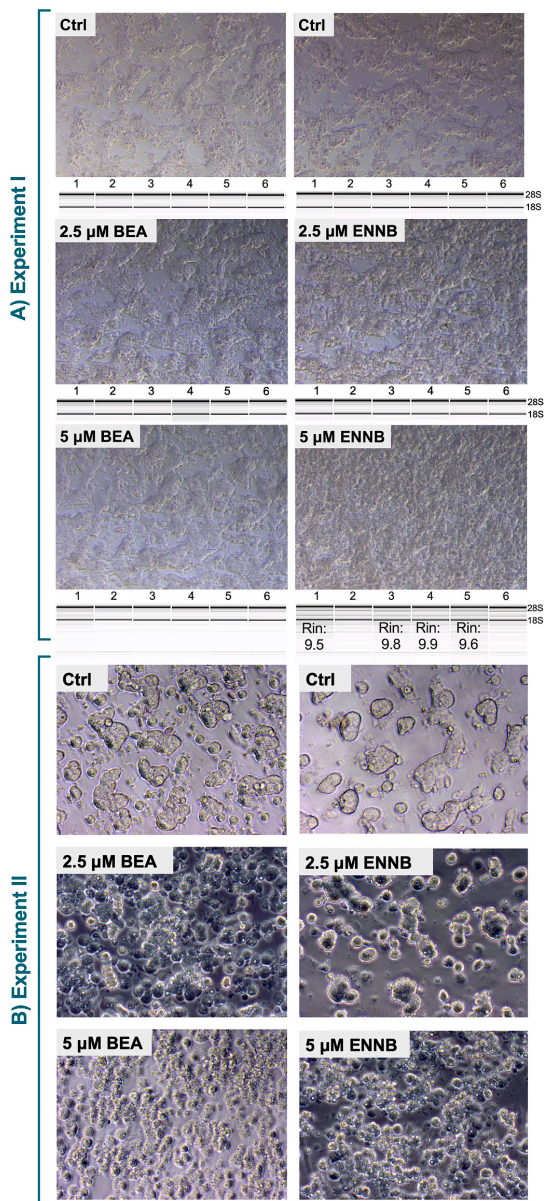 A) Experiment I
Ctrl
Ctrl
1 2 3 4 5 6
1 2 3 4 5 6
28S
18S
2.5 µM BEA
2.5 µM ENNB
1 2 3 4 5 6
1 2 3 4 5 6
28S
18S
5 µM BEA
5 µM ENNB
1 2 3 4 5 6
1 2 3 4 5 6
28S
18S
Rin: Rin: Rin: Rin:
9.5 9.8 9.9 9.6
B) Experiment II
Ctrl
Ctrl
2.5 µM BEA
2.5 µM ENNB
5 µM BEA
5 µM ENNB